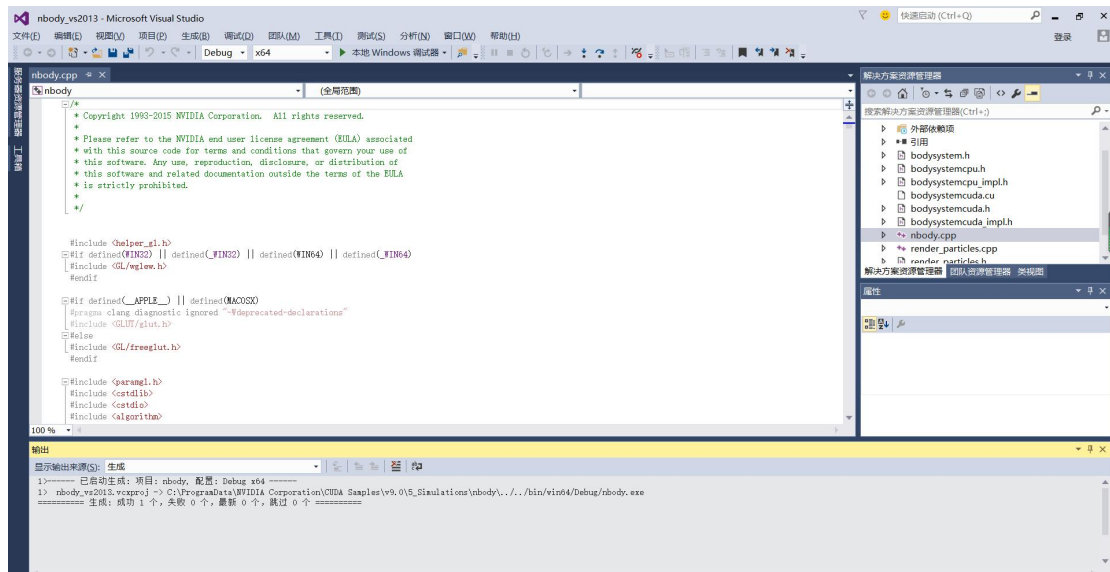 nbody_vs2013 - Microsoft Visual Studio
快速启动 (Ctrl+Q)
文件(F) 编辑(E) 视图(V) 项目(P) 生成(B) 调试(D) 团队(M) 工具(T) 测试(S) 分析(N) 窗口(W) 帮助(H)
登录
Debug x64 本地 Windows 调试器
服务器资源管理器
工具箱
nbody.cpp
nbody (全局范围)
/*
* Copyright 1993-2015 NVIDIA Corporation. All rights reserved.
*
* Please refer to the NVIDIA end user license agreement (EULA) associated
* with this source code for terms and conditions that govern your use of
* this software. Any use, reproduction, disclosure, or distribution of
* this software and related documentation outside the terms of the EULA
* is strictly prohibited.
*
*/
#include <helper_gl.h>
#if defined(WIN32) || defined(_WIN32) || defined(WIN64) || defined(_WIN64)
#include <GL/wglew.h>
#endif
#if defined(__APPLE__) || defined(MACOSX)
#pragma clang diagnostic ignored "-Wdeprecated-declarations"
#include <GLUT/glut.h>
#else
#include <GL/freeglut.h>
#endif
#include <paramgl.h>
#include <cstdlib>
#include <cstdio>
#include <algorithm>
100 %
解决方案资源管理器
搜索解决方案资源管理器(Ctrl+;)
外部依赖项
引用
bodysystem.h
bodysystemcpu.h
bodysystemcpu_impl.h
bodysystemcuda.cu
bodysystemcuda.h
bodysystemcuda_impl.h
nbody.cpp
render_particles.cpp
render_particles.h
解决方案资源管理器 团队资源管理器 类视图
属性
输出
显示输出来源(S): 生成
1>------ 已启动生成: 项目: nbody, 配置: Debug x64 ------
1> nbody_vs2013.vcxproj -> C:\ProgramData\NVIDIA Corporation\CUDA Samples\v9.0\5_Simulations\nbody\../../bin/win64/Debug/nbody.exe
========== 生成: 成功 1 个，失败 0 个，最新 0 个，跳过 0 个 ==========